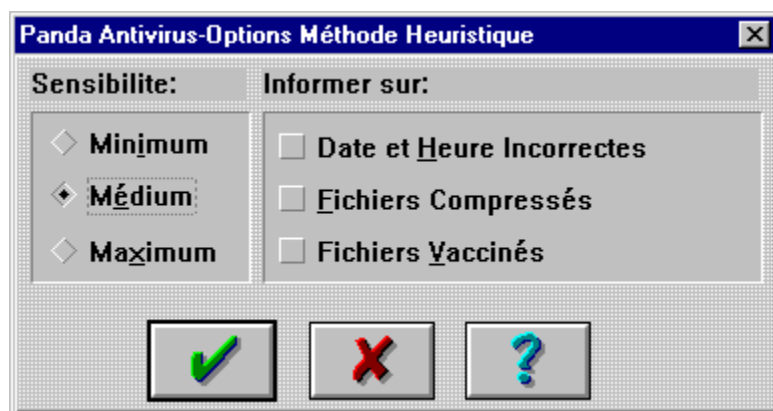 Panda Antivirus-Options Méthode Heuristique
Sensibilite: Informer sur:
Minimum
Médium
Maximum
Date et Heure Incorrectes
Fichiers Compressés
Fichiers Vaccinés